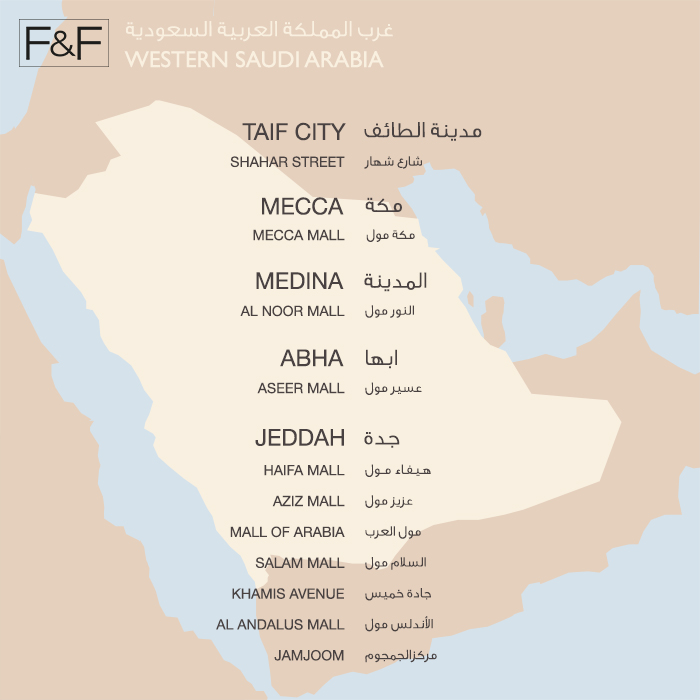 F&F
غرب المملكة العربية السعودية
WESTERN SAUDI ARABIA
TAIF CITY مدينة الطائف
SHAHAR STREET شارع شهار
MECCA مكة
MECCA MALL مكة مول
MEDINA المدينة
AL NOOR MALL النور مول
ABHA ابها
ASEER MALL عسير مول
JEDDAH جدة
HAIFA MALL هيفاء مول
AZIZ MALL عزيز مول
MALL OF ARABIA مول العرب
SALAM MALL السلام مول
KHAMIS AVENUE جادة خميس
AL ANDALUS MALL الأندلس مول
JAMJOOM مركزالجمجوم